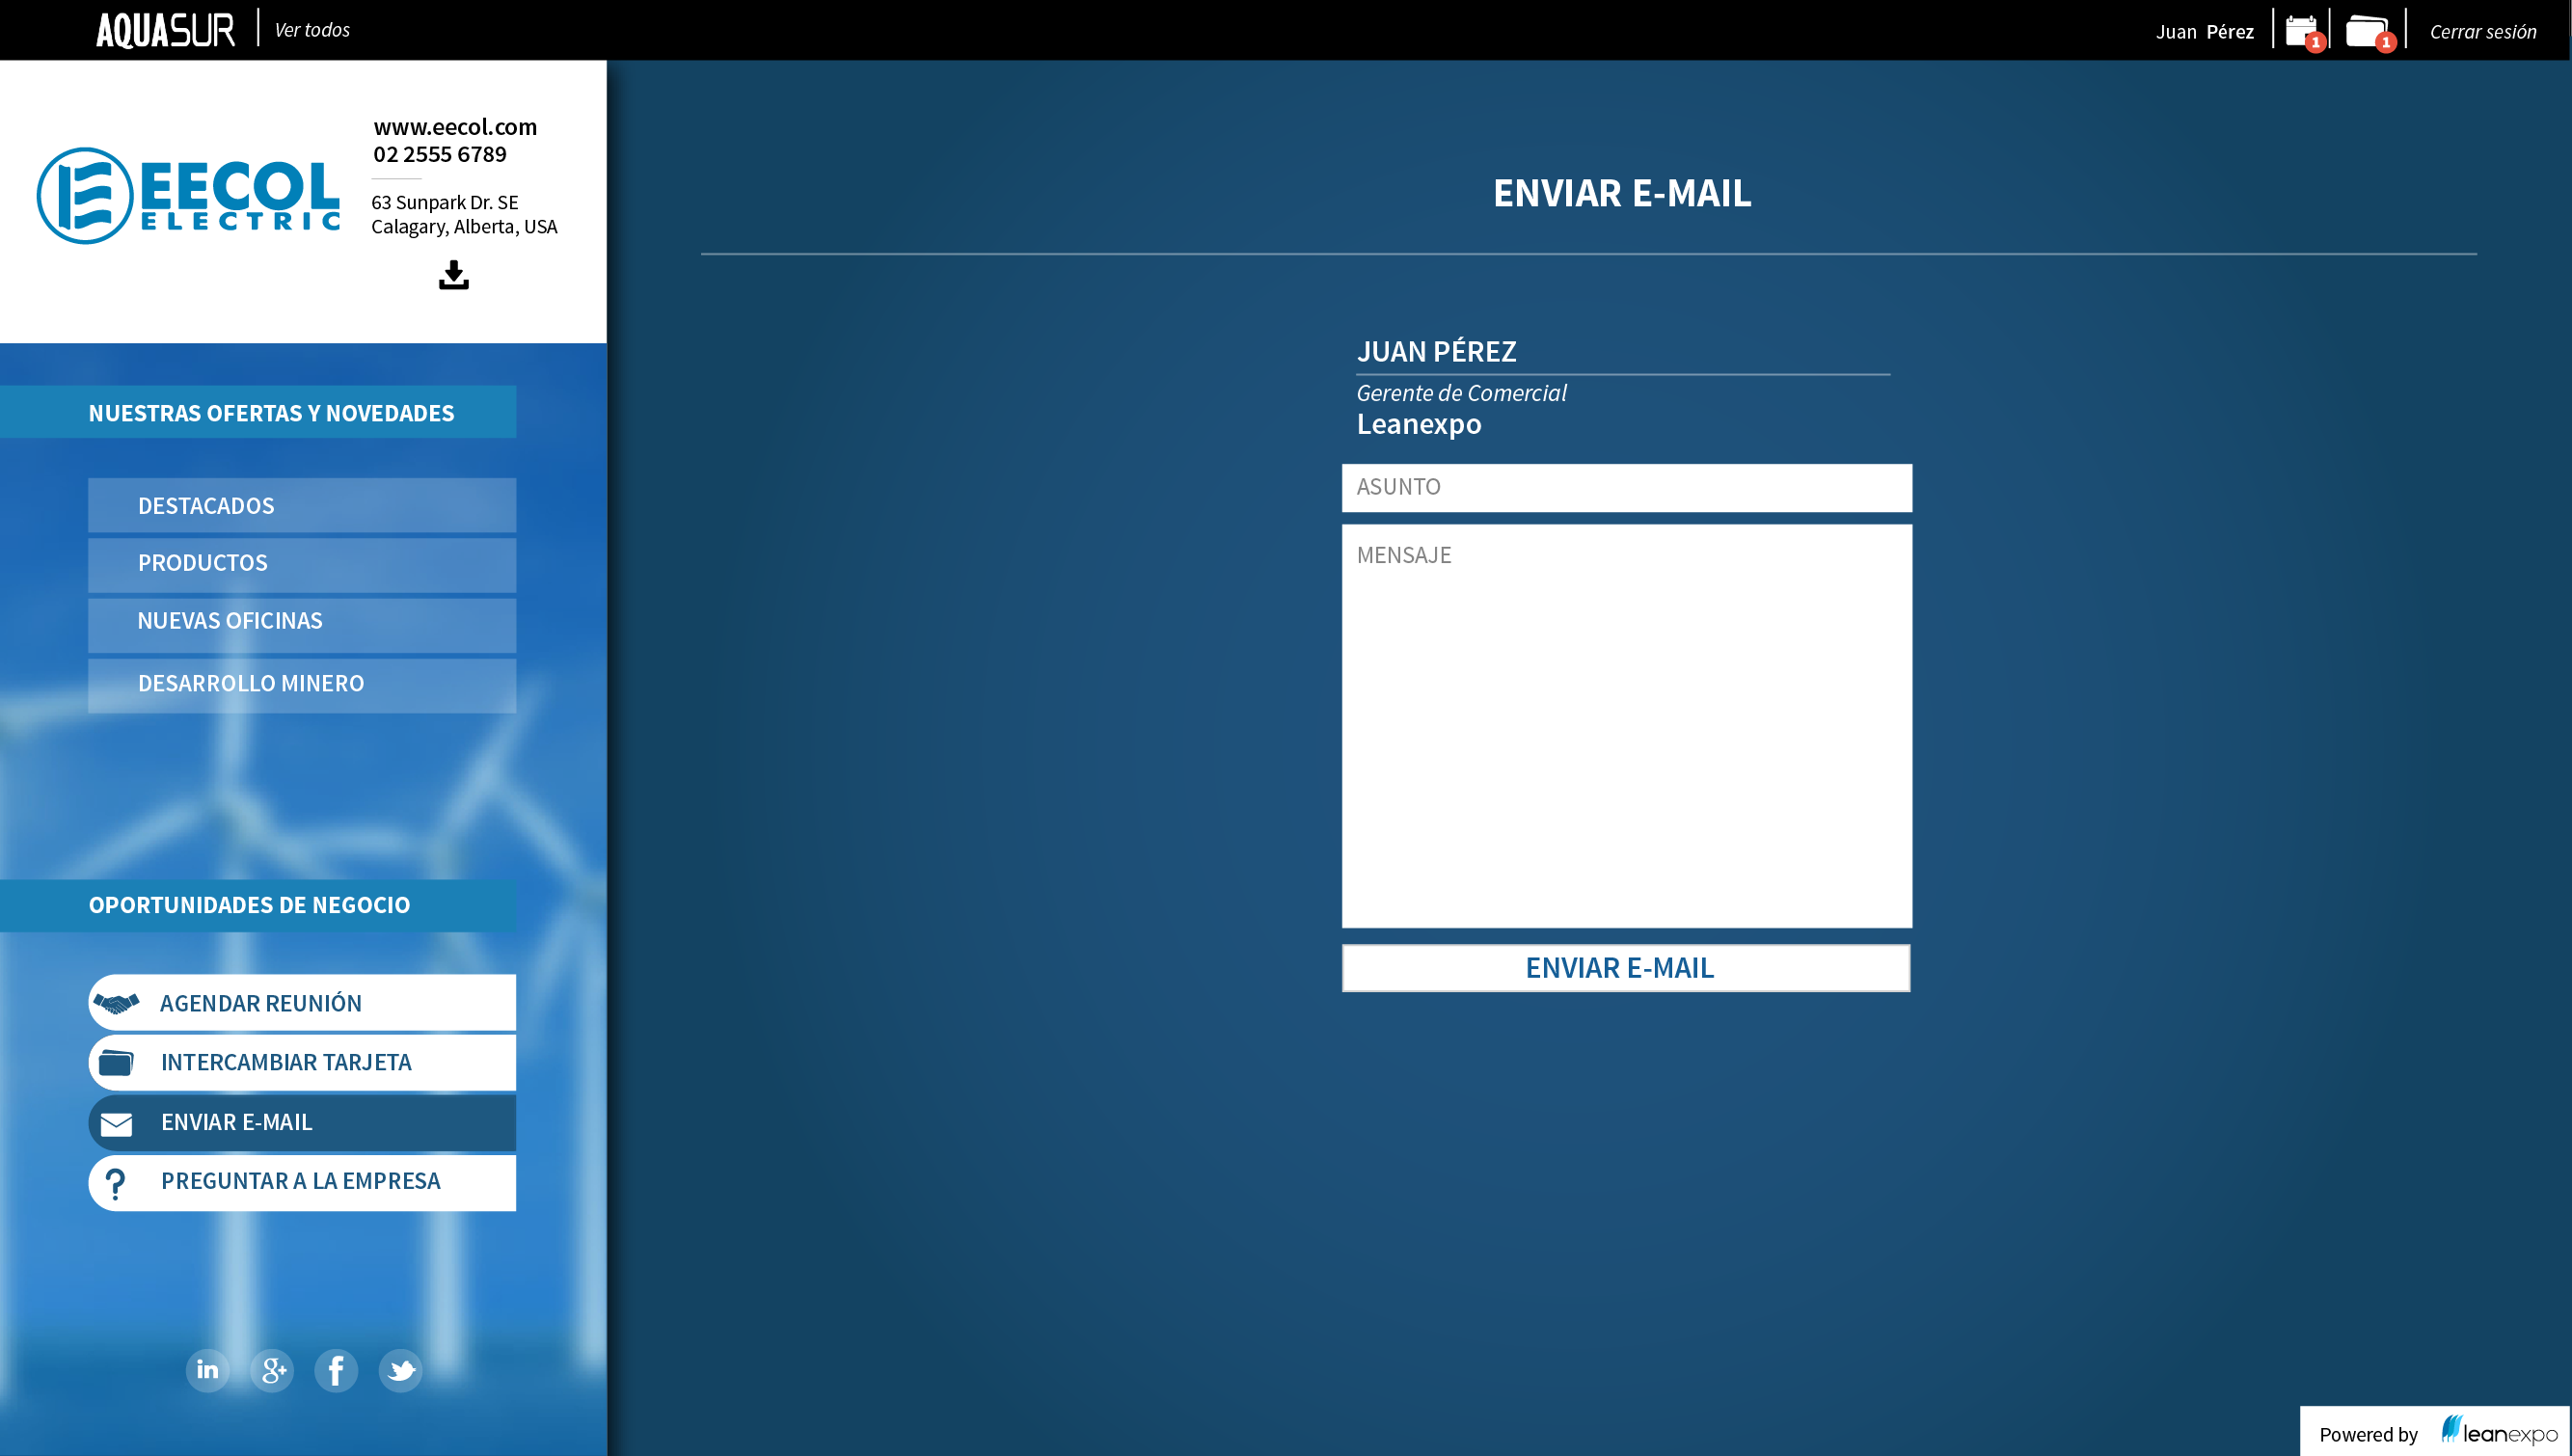 AQUASUR
Ver todos
Juan Pérez
1
1
Cerrar sesión
www.eecol.com
02 2555 6789
EECOL
ELECTRIC
63 Sunpark Dr. SE
Calagary, Alberta, USA
NUESTRAS OFERTAS Y NOVEDADES
DESTACADOS
PRODUCTOS
NUEVAS OFICINAS
DESARROLLO MINERO
OPORTUNIDADES DE NEGOCIO
AGENDAR REUNIÓN
INTERCAMBIAR TARJETA
ENVIAR E-MAIL
PREGUNTAR A LA EMPRESA
in
g+
f
ENVIAR E-MAIL
JUAN PÉREZ
Gerente de Comercial
Leanexpo
ASUNTO
MENSAJE
ENVIAR E-MAIL
Powered by leanexpo